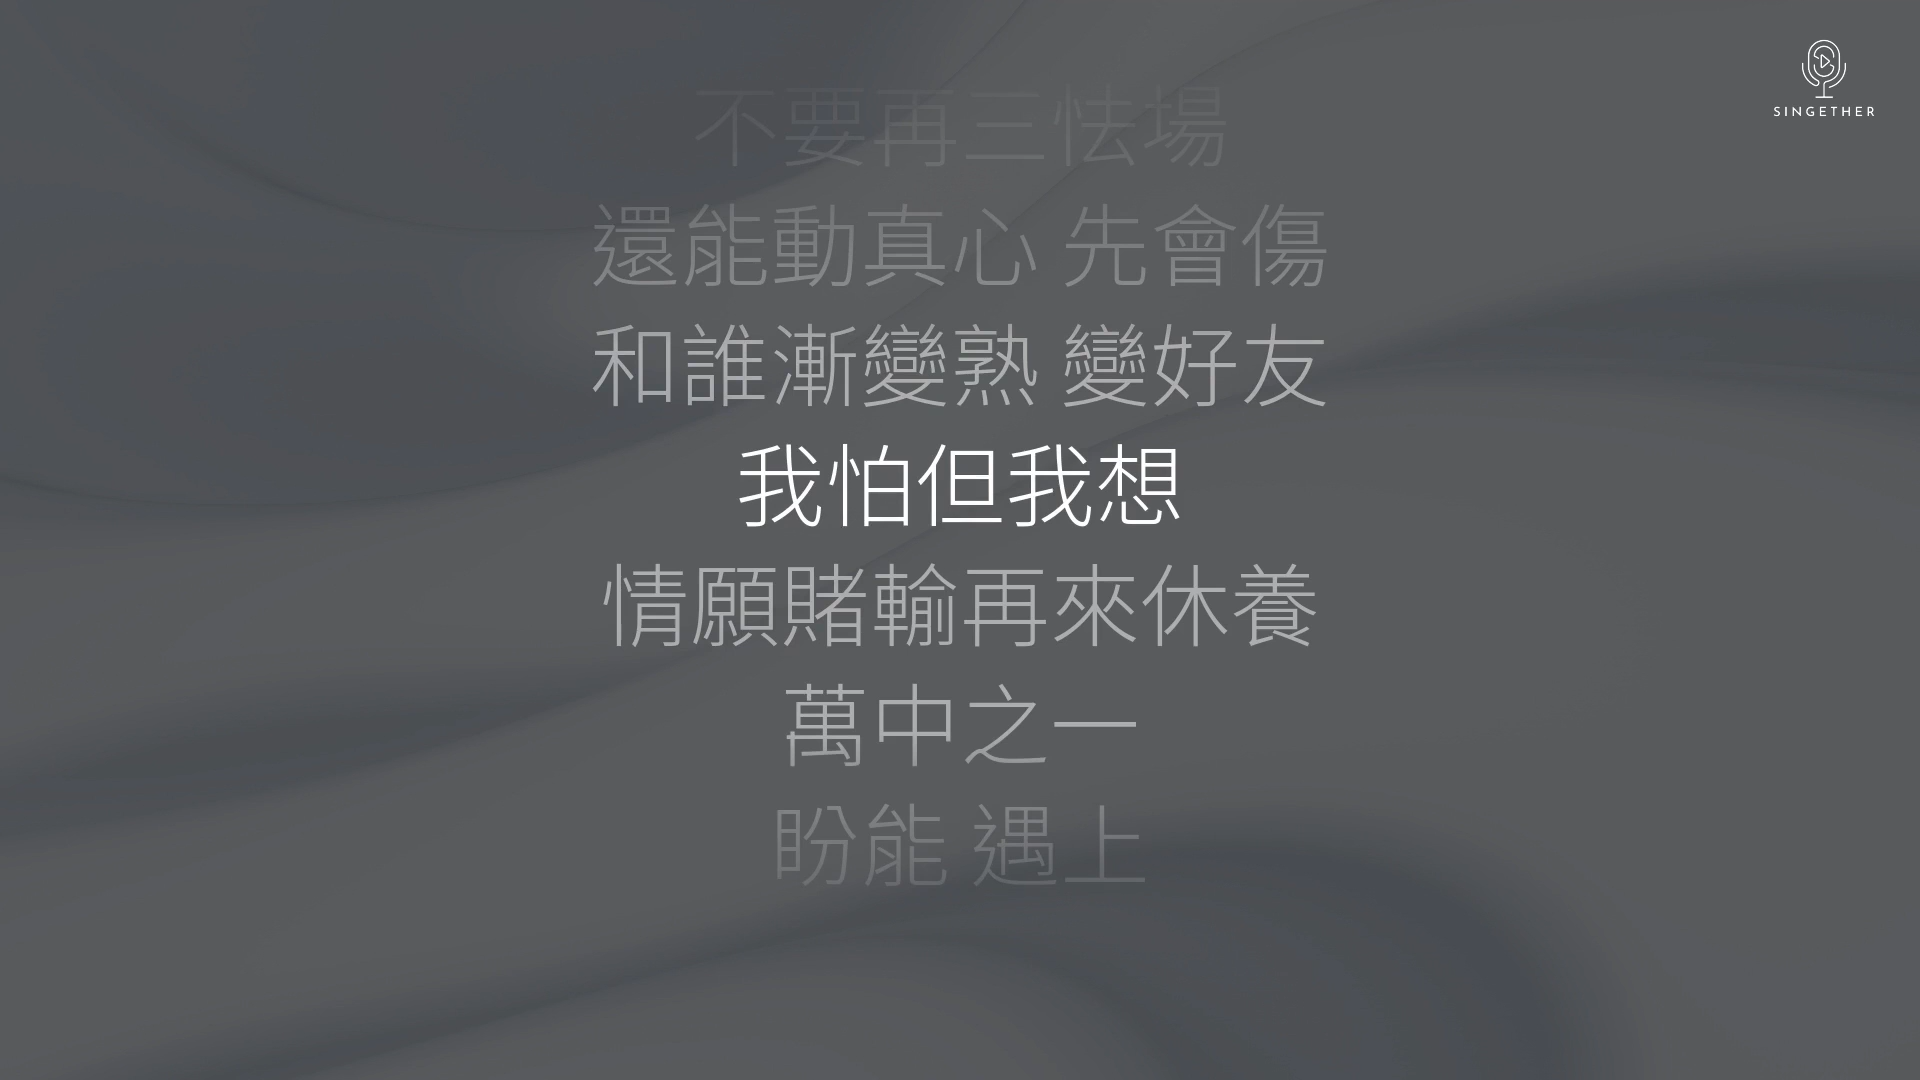 SINGETHER
不要再三怯場
還能動真心 先會傷
和誰漸變熟 變好友
我怕但我想
情願賭輸再來休養
萬中之一
盼能 遇上